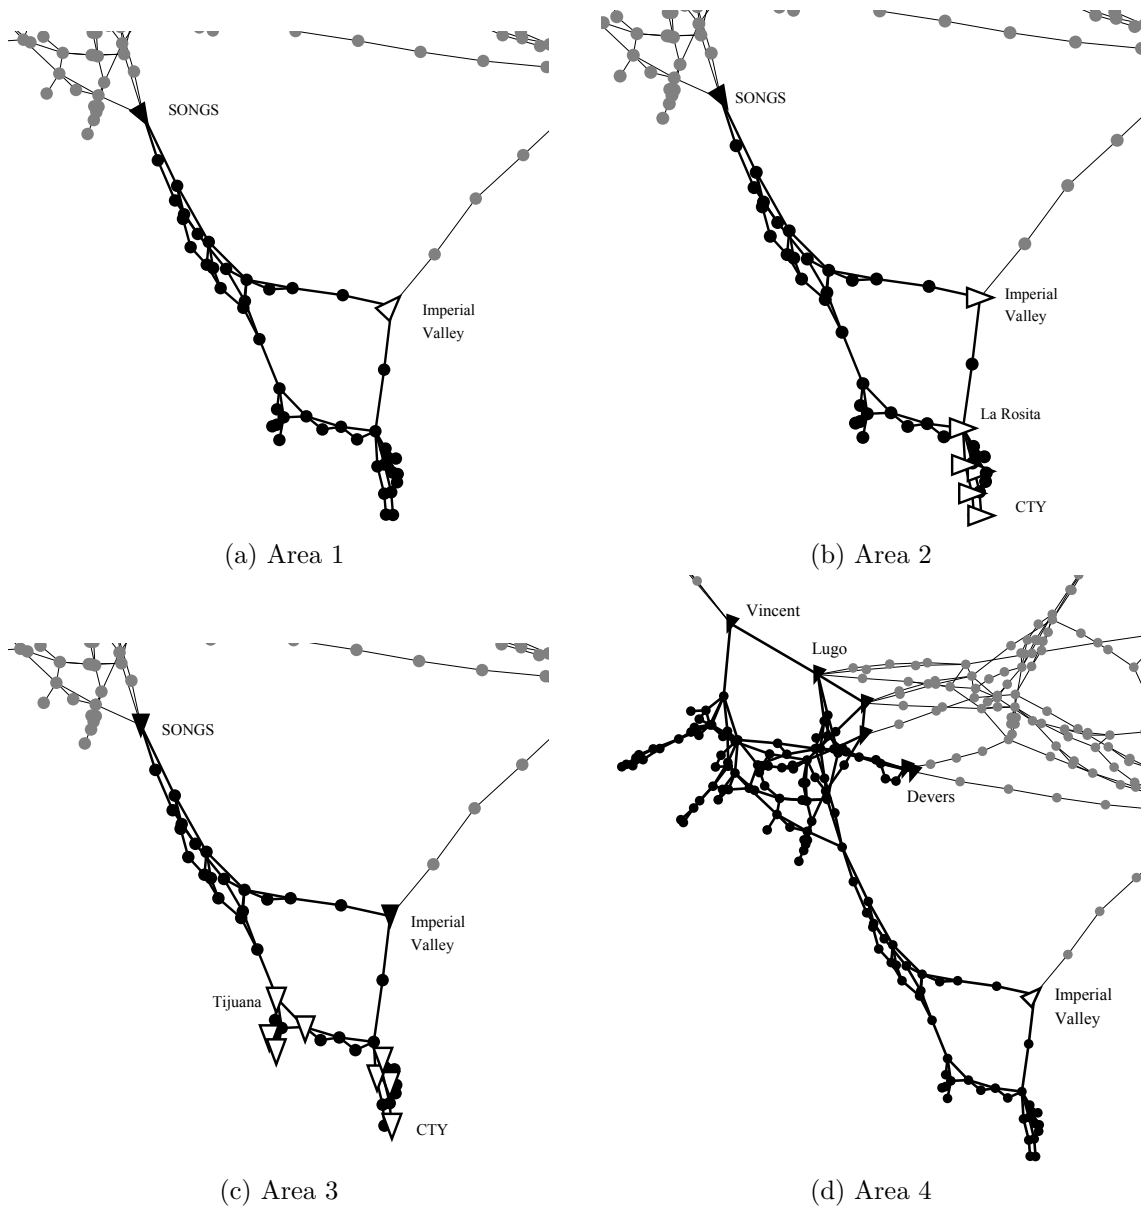 SONGS
Imperial
Valley
(a) Area 1
SONGS
Imperial
Valley
La Rosita
CTY
(b) Area 2
SONGS
Imperial
Valley
Tijuana
CTY
(c) Area 3
Vincent
Lugo
Devers
Imperial
Valley
(d) Area 4